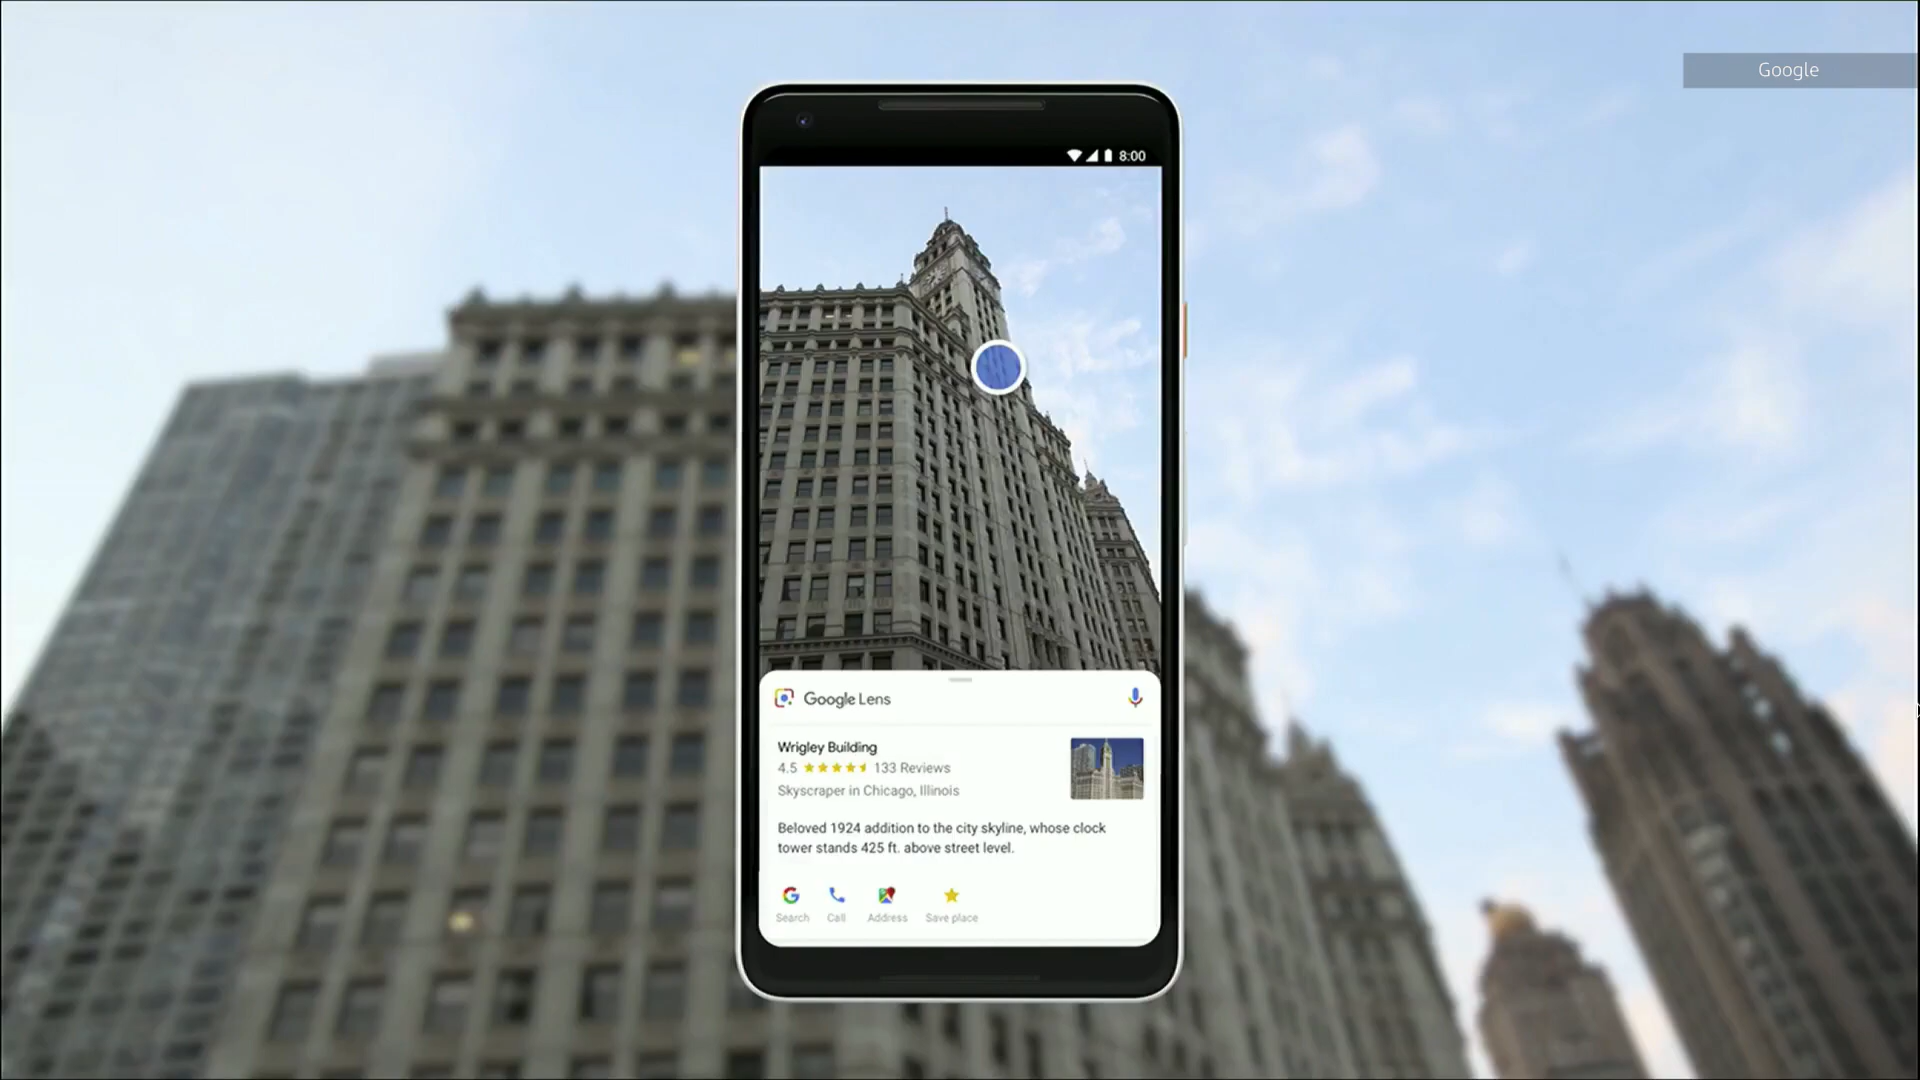 Google
8:00
Google Lens
Wrigley Building
4.5 133 Reviews
Skyscraper in Chicago, Illinois
Beloved 1924 addition to the city skyline, whose clock
tower stands 425 ft. above street level.
Search Call Address Save place